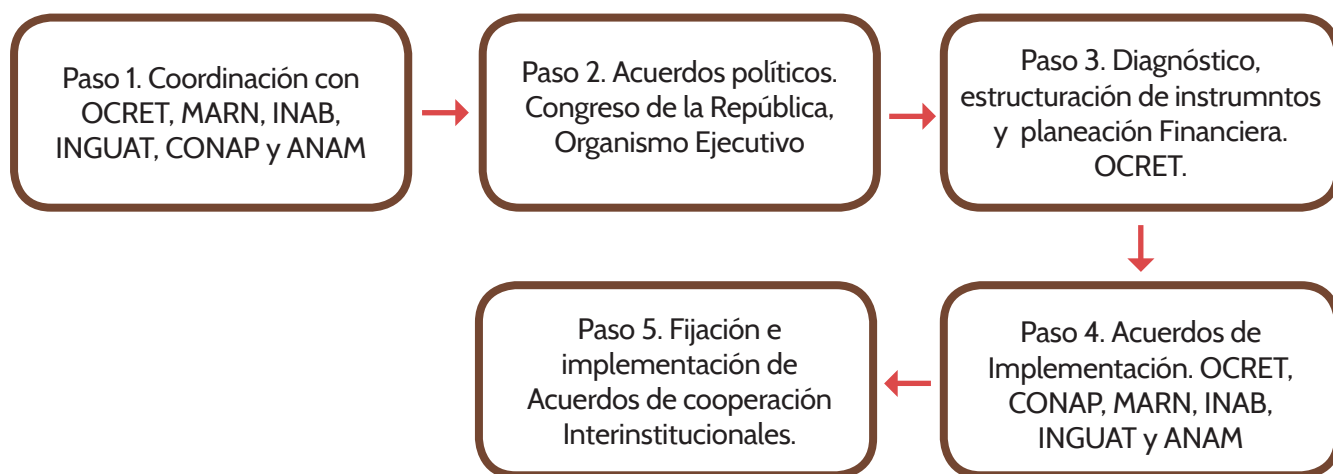 Paso 1. Coordinación con
OCRET, MARN, INAB,
INGUAT, CONAP y ANAM
Paso 2. Acuerdos políticos.
Congreso de la República,
Organismo Ejecutivo
Paso 3. Diagnóstico,
estructuración de instrumntos
y planeación Financiera.
OCRET.
Paso 4. Acuerdos de
Implementación. OCRET,
CONAP, MARN, INAB,
INGUAT y ANAM
Paso 5. Fijación e
implementación de
Acuerdos de cooperación
Interinstitucionales.